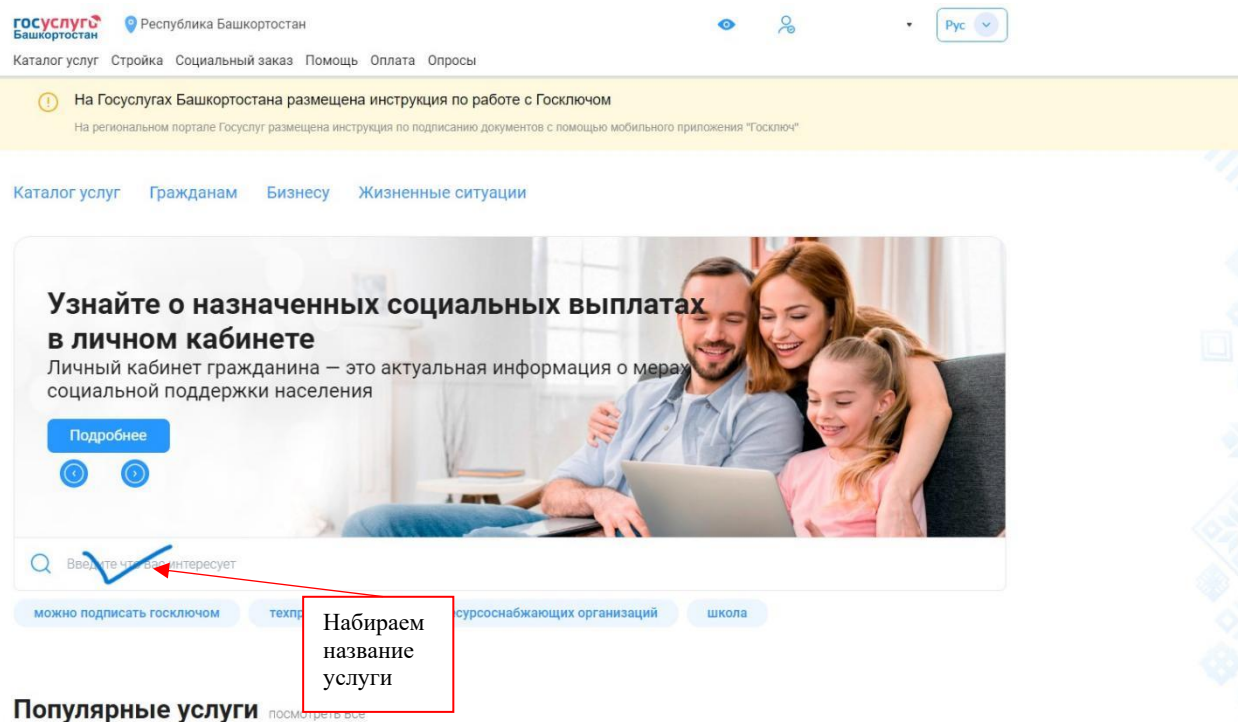 госуслуги
Башкортостан
Республика Башкортостан
Рус
Каталог услуг Стройка Социальный заказ Помощь Оплата Опросы
На Госуслугах Башкортостана размещена инструкция по работе с Госключом
На региональном портале Госуслуг размещена инструкция по подписанию документов с помощью мобильного приложения "Госключ"
Каталог услуг Гражданам Бизнесу Жизненные ситуации
Узнайте о назначенных социальных выплатах
в личном кабинете
Личный кабинет гражданина — это актуальная информация о мерах
социальной поддержки населения
Подробнее
Введите что вас интересует
можно подписать госключом организаций школа
Набираем
название
услуги
Популярные услуги посмотреть все